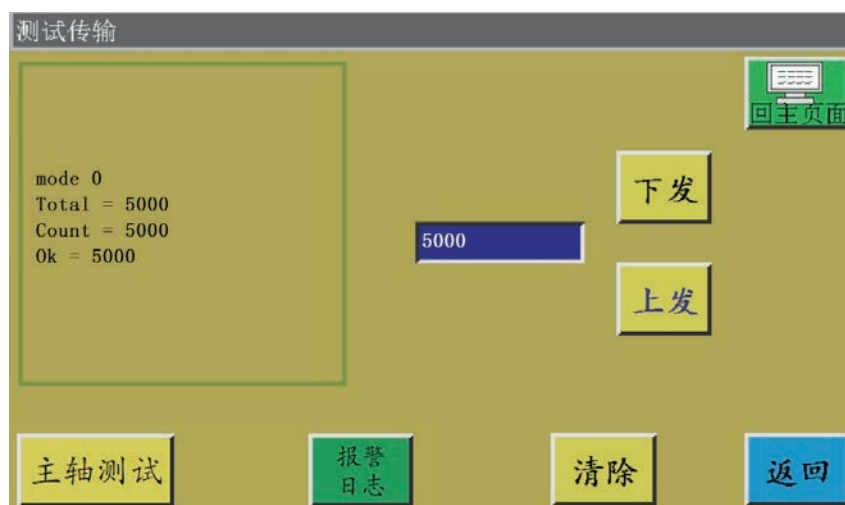 测试传输
回主页面
mode 0
Total = 5000
Count = 5000
Ok = 5000
5000
下发
上发
主轴测试
报警
日志
清除
返回